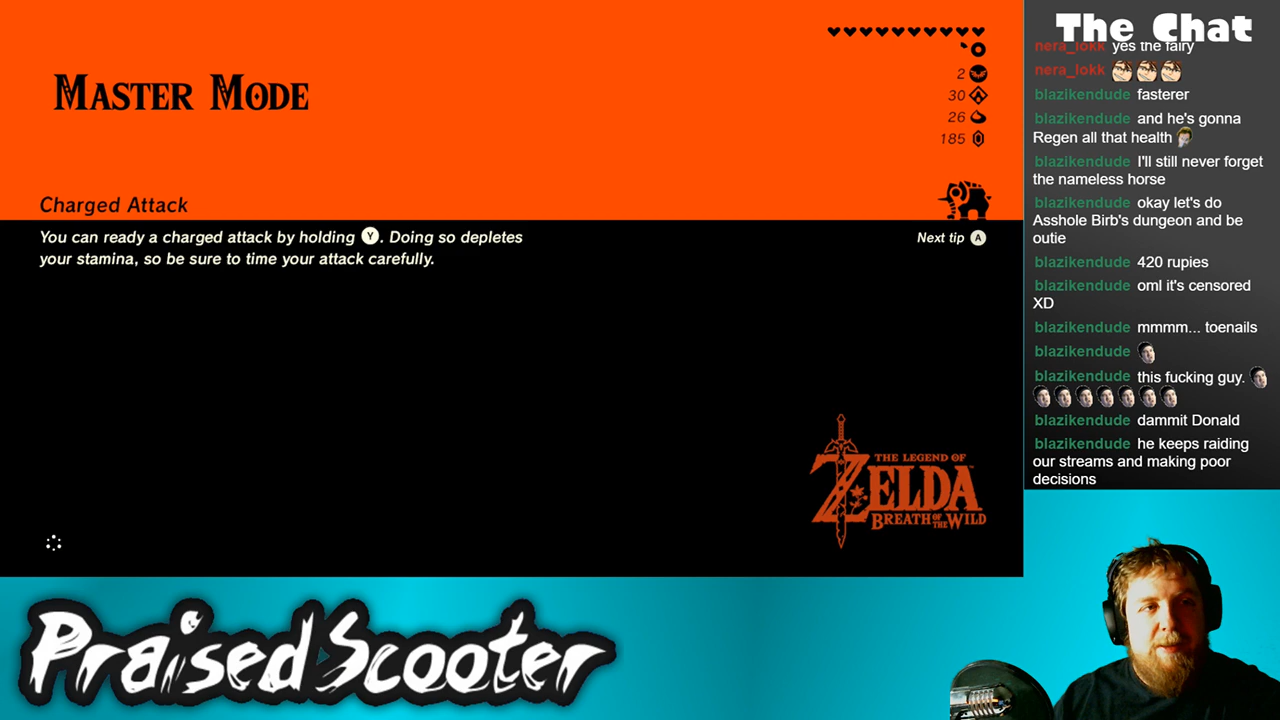 MASTER MODE
2
30
26
185
Charged Attack
You can ready a charged attack by holding Y. Doing so depletes
your stamina, so be sure to time your attack carefully.
Next tip A
THE LEGEND OF
ZELDA
BREATH OF THE WILD
PraisedScooter
The Chat
nera_lokk yes the fairy
nera_lokk
blazikendude fasterer
blazikendude and he's gonna
Regen all that health
blazikendude I'll still never forget
the nameless horse
blazikendude okay let's do
Asshole Birb's dungeon and be
outie
blazikendude 420 rupies
blazikendude oml it's censored
XD
blazikendude mmmm... toenails
blazikendude
blazikendude this fucking guy.
blazikendude dammit Donald
blazikendude he keeps raiding
our streams and making poor
decisions